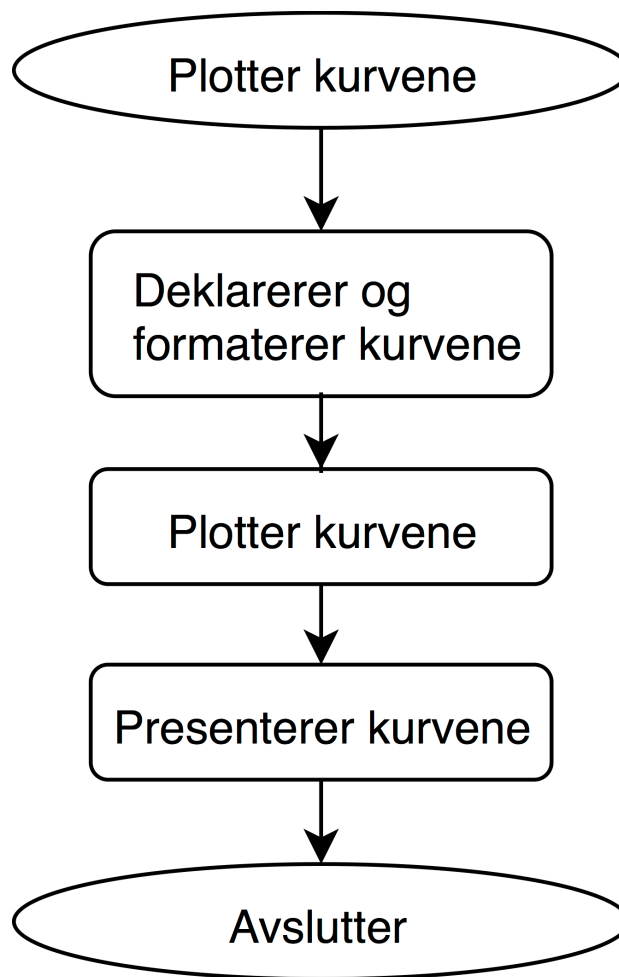 Plotter kurvene
Deklarerer og
formaterer kurvene
Plotter kurvene
Presenterer kurvene
Avslutter